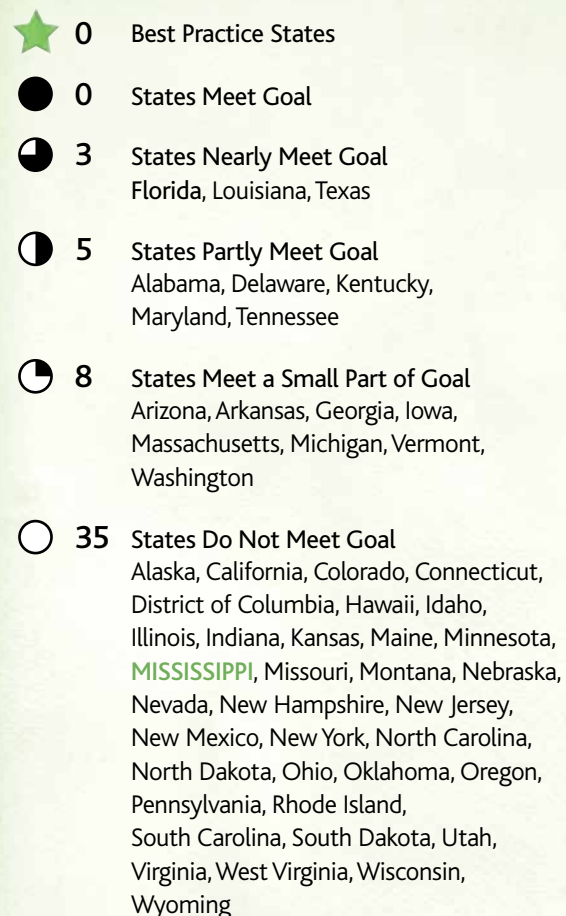 0 Best Practice States
0 States Meet Goal
3 States Nearly Meet Goal
Florida, Louisiana, Texas
5 States Partly Meet Goal
Alabama, Delaware, Kentucky,
Maryland, Tennessee
8 States Meet a Small Part of Goal
Arizona, Arkansas, Georgia, Iowa,
Massachusetts, Michigan, Vermont,
Washington
35 States Do Not Meet Goal
Alaska, California, Colorado, Connecticut,
District of Columbia, Hawaii, Idaho,
Illinois, Indiana, Kansas, Maine, Minnesota,
MISSISSIPPI, Missouri, Montana, Nebraska,
Nevada, New Hampshire, New Jersey,
New Mexico, New York, North Carolina,
North Dakota, Ohio, Oklahoma, Oregon,
Pennsylvania, Rhode Island,
South Carolina, South Dakota, Utah,
Virginia, West Virginia, Wisconsin,
Wyoming